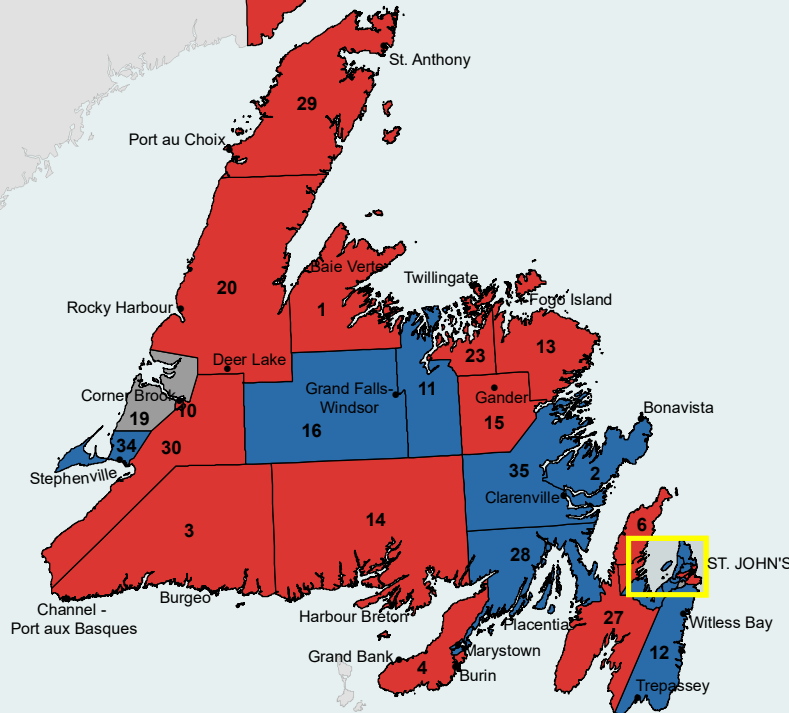 St. Anthony
29
Port au Choix
Baie Verte
Twillingate
20
Fogo Island
Rocky Harbour
1
13
Deer Lake
23
Corner Brook
Grand Falls-
Windsor
11
Gander
10
19
16
15
Bonavista
34
30
35
2
Stephenville
Clarenville
3
14
6
28
ST. JOHN'S
Burgeo
Channel -
Port aux Basques
Harbour Breton
Placentia
27
Witless Bay
Grand Bank
Marystown
12
4
Burin
Trepassey